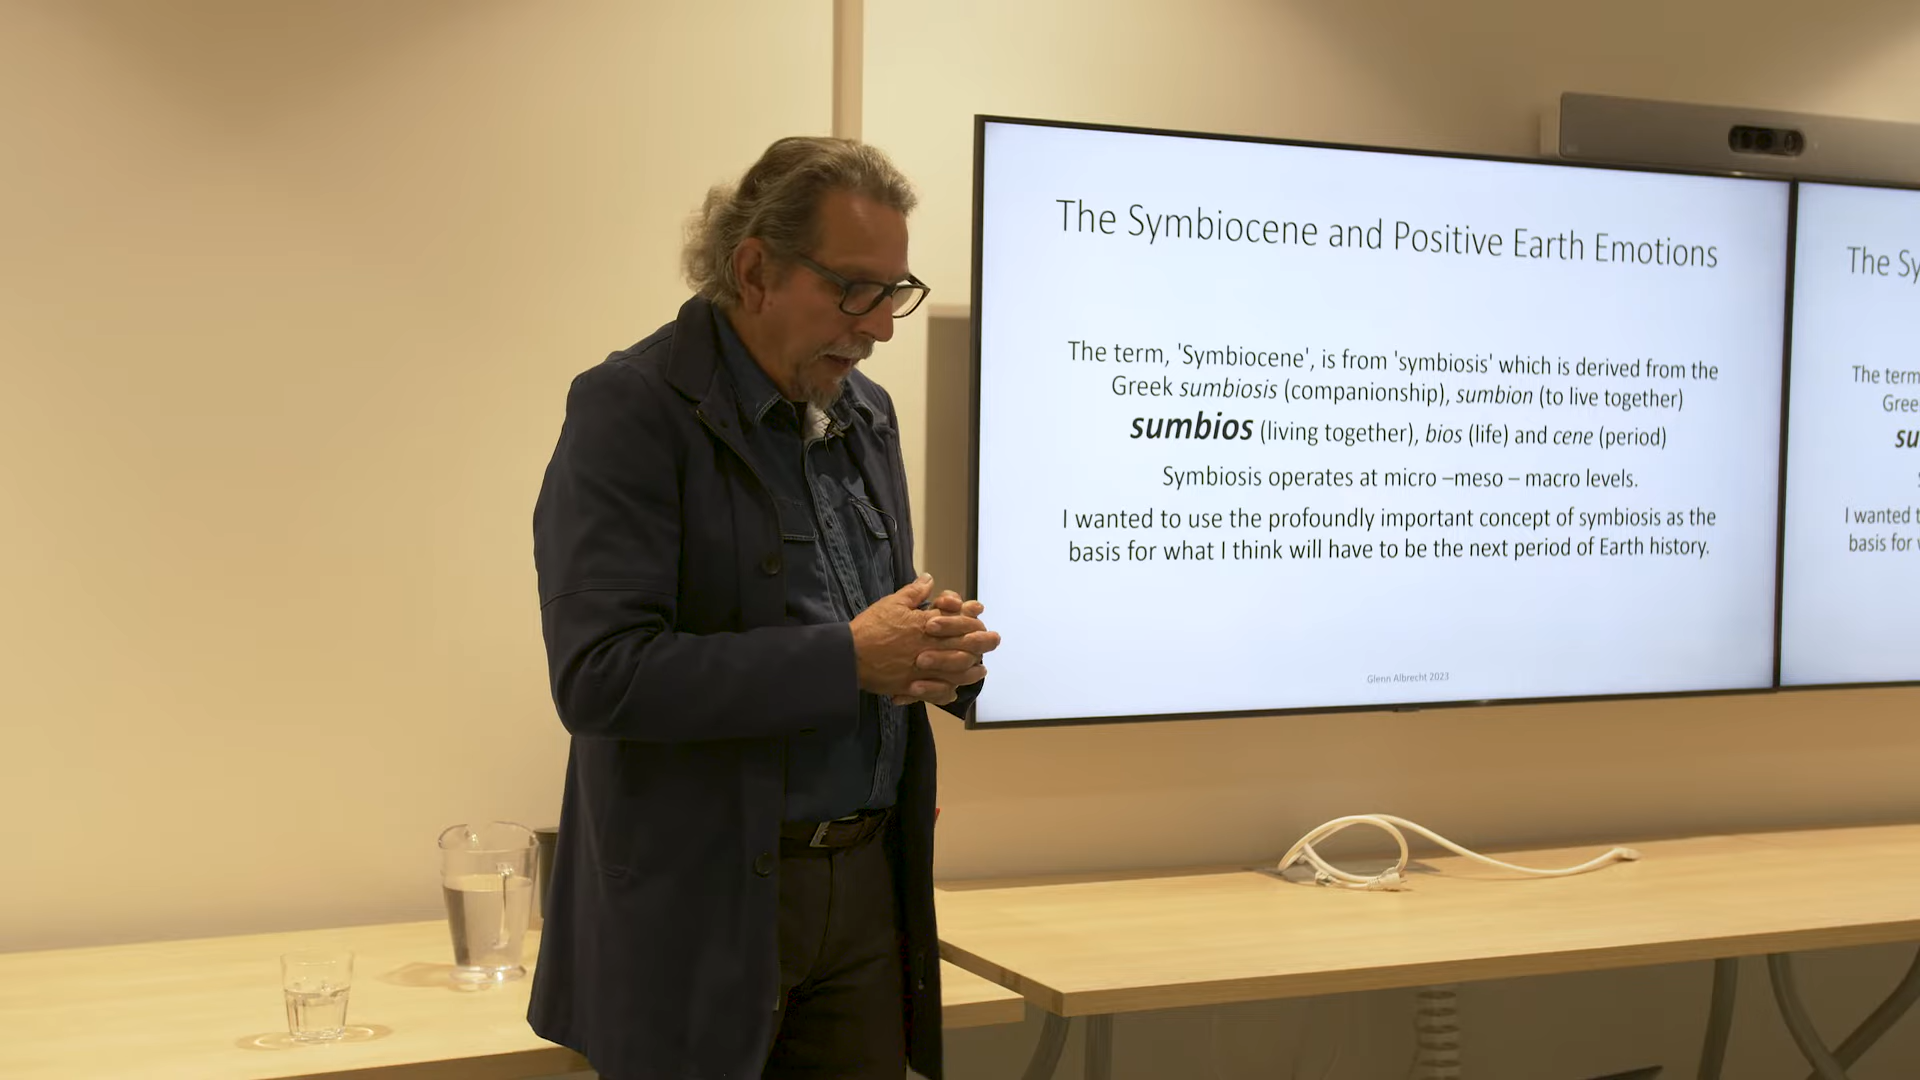 The Symbiocene and Positive Earth Emotions
The term, 'Symbiocene', is from 'symbiosis' which is derived from the
Greek sumbiosis (companionship), sumbion (to live together)
sumbios (living together), bios (life) and cene (period)
Symbiosis operates at micro –meso – macro levels.
I wanted to use the profoundly important concept of symbiosis as the
basis for what I think will have to be the next period of Earth history.
Glenn Albrecht 2023
The Sy
The term
Gree
su
I wanted t
basis for